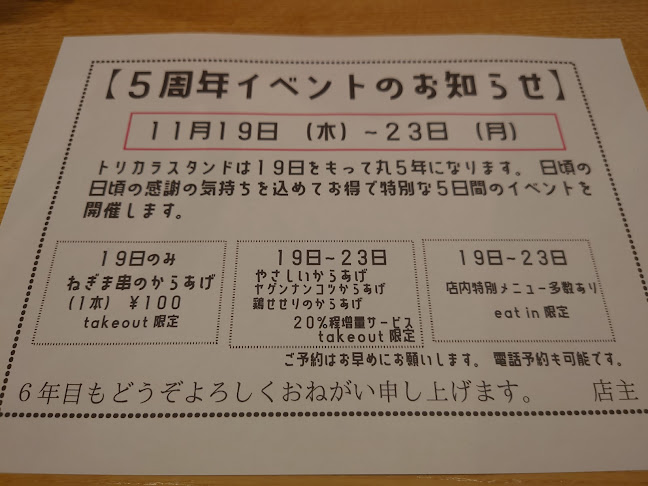 【５周年イベントのお知らせ】
１１月１９日　(木) ~２３日　(月)
トリカラスタンドは１９日をもって丸５年になります。日頃の
日頃の感謝の気持ちを込めてお得で特別な５日間のイベントを
開催します。
１９日のみ
ねぎま串のからあげ
(１本) ¥１００
takeout 限定
１９日~２３日
やさしいからあげ
ヤゲンナンコツからあげ
鶏せせりのからあげ
２０%程増量サービス
takeout 限定
１９日~２３日
店内特別メニュー多数あり
eat in 限定
ご予約はお早めにお願いします。電話予約も可能です。
６年目もどうぞよろしくおねがい申し上げます。　店主